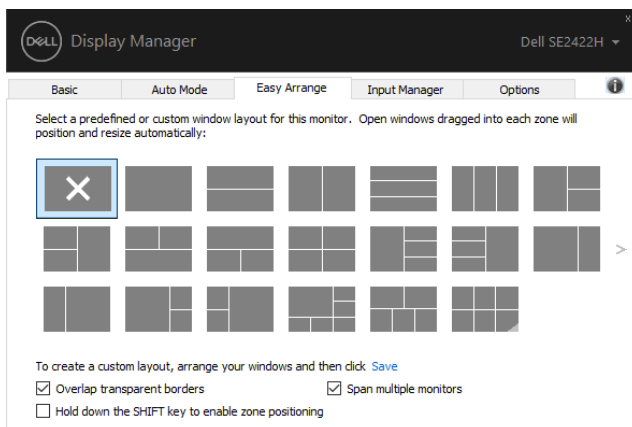 DELL Display Manager
Dell SE2422H
Basic Auto Mode Easy Arrange Input Manager Options
Select a predefined or custom window layout for this monitor. Open windows dragged into each zone will
position and resize automatically:
To create a custom layout, arrange your windows and then click Save
Overlap transparent borders
Span multiple monitors
Hold down the SHIFT key to enable zone positioning